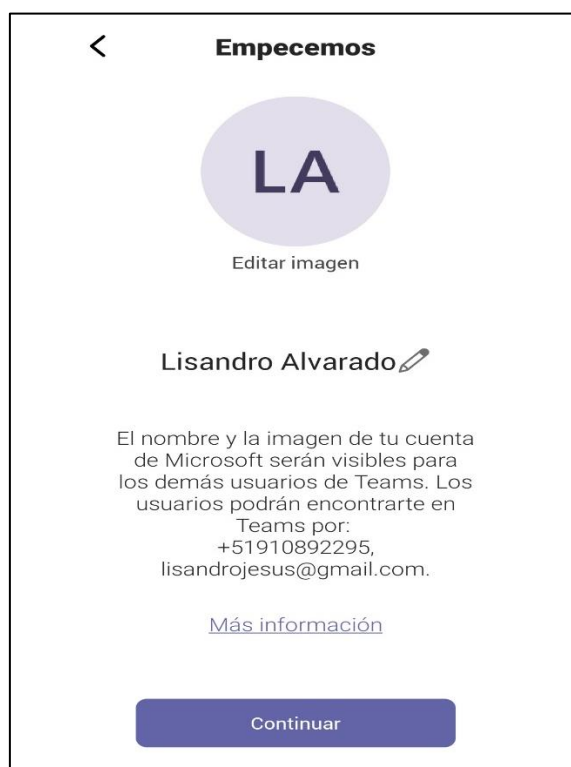 Empecemos
LA
Editar imagen
Lisandro Alvarado
El nombre y la imagen de tu cuenta
de Microsoft serán visibles para
los demás usuarios de Teams. Los
usuarios podrán encontrarte en
Teams por:
+51910892295,
lisandrojesus@gmail.com.
Más información
Continuar